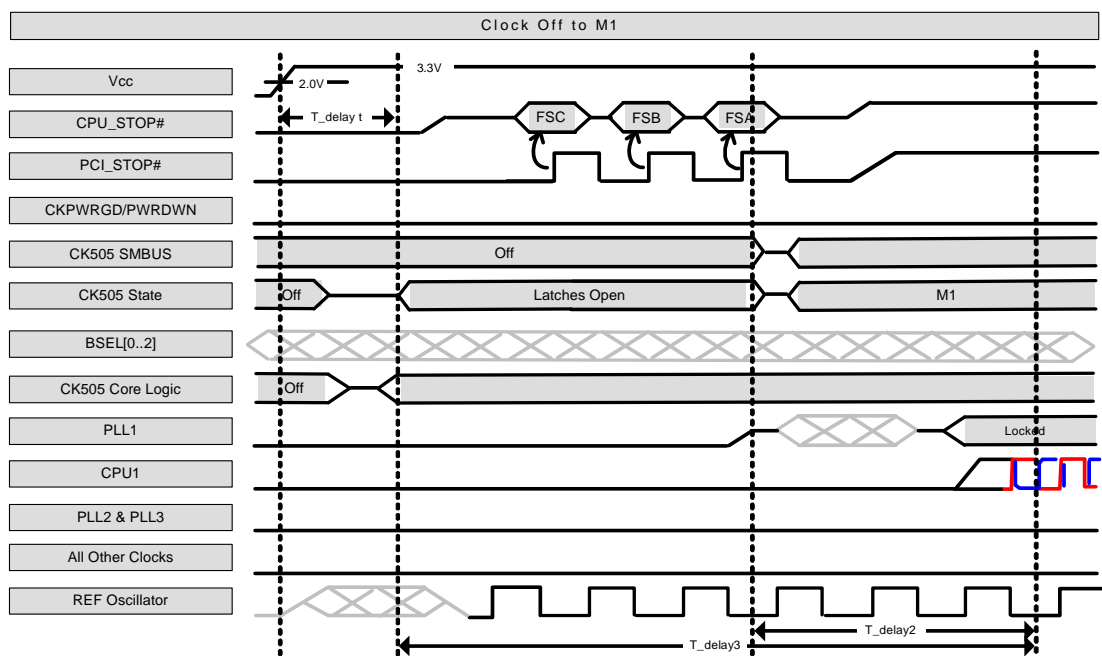 Clock Off to M1
Vcc
3.3V
2.0V
CPU_STOP#
T_delay t
FSC
FSB
FSA
PCI_STOP#
CKPWRGD/PWRDWN
CK505 SMBUS
Off
CK505 State
Off
Latches Open
M1
BSEL[0..2]
CK505 Core Logic
Off
PLL1
Locked
CPU1
PLL2 & PLL3
All Other Clocks
REF Oscillator
T_delay2
T_delay3